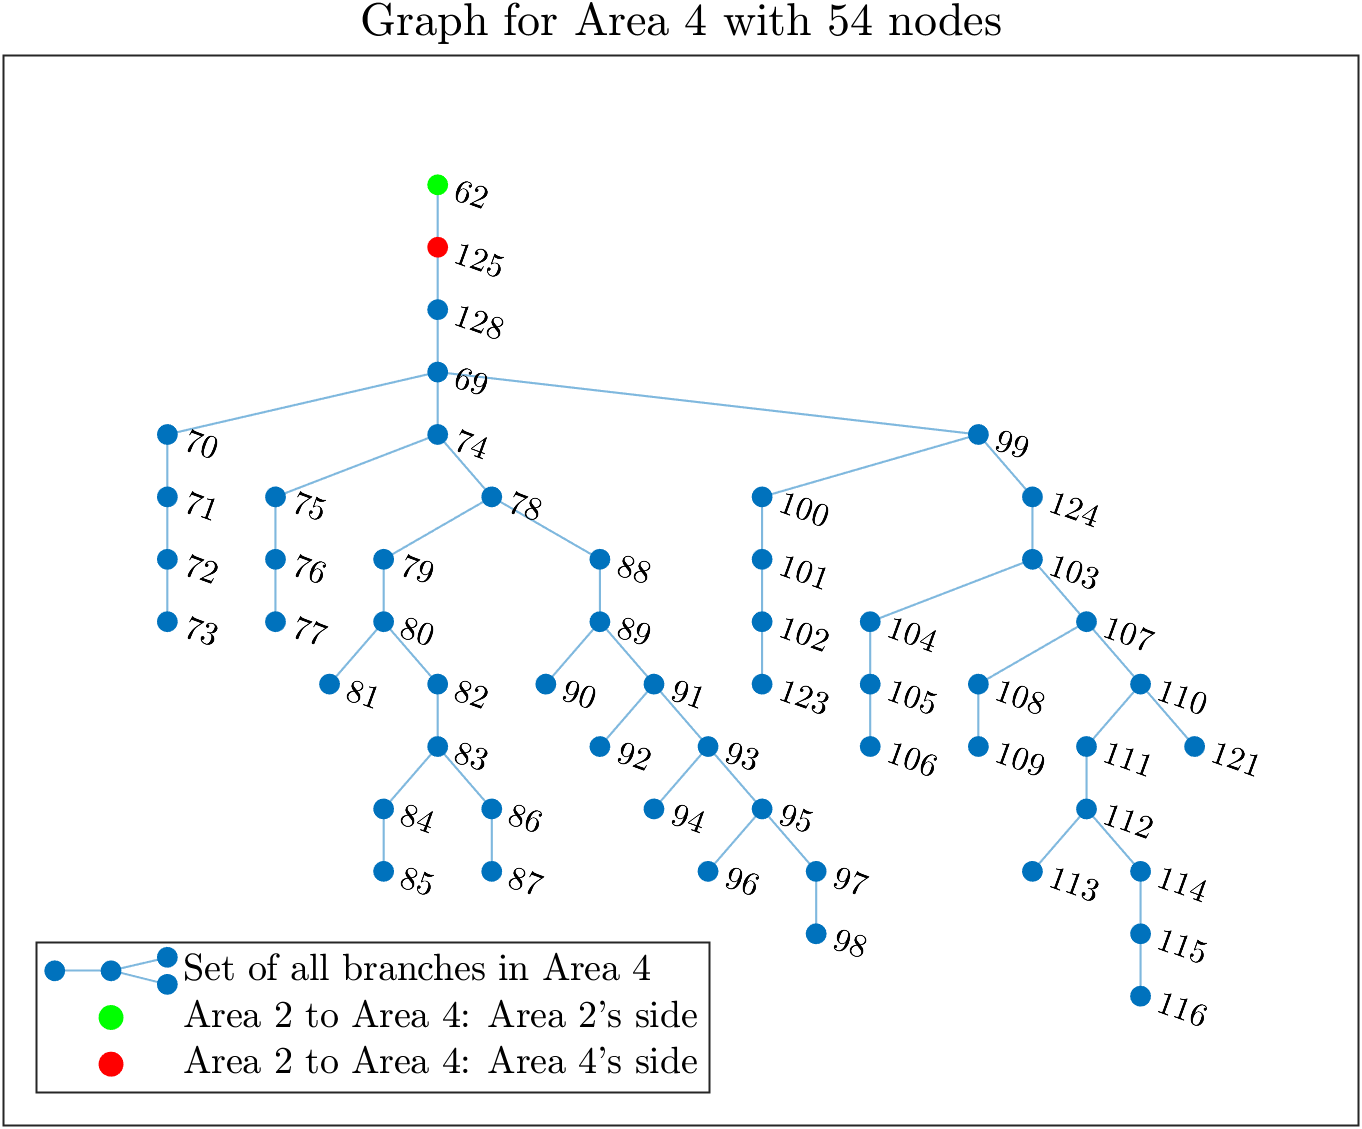 Graph for Area 4 with 54 nodes
62
125
128
69
70 74 99
71 75 78 100 124
72 76 79 88 101 103
73 77 80 89 102 104 107
81 82 90 91 123 105 108 110
83 92 93 106 109 111 121
84 86 94 95 112
85 87 96 97 113 114
98 115
116
Set of all branches in Area 4
Area 2 to Area 4: Area 2's side
Area 2 to Area 4: Area 4's side